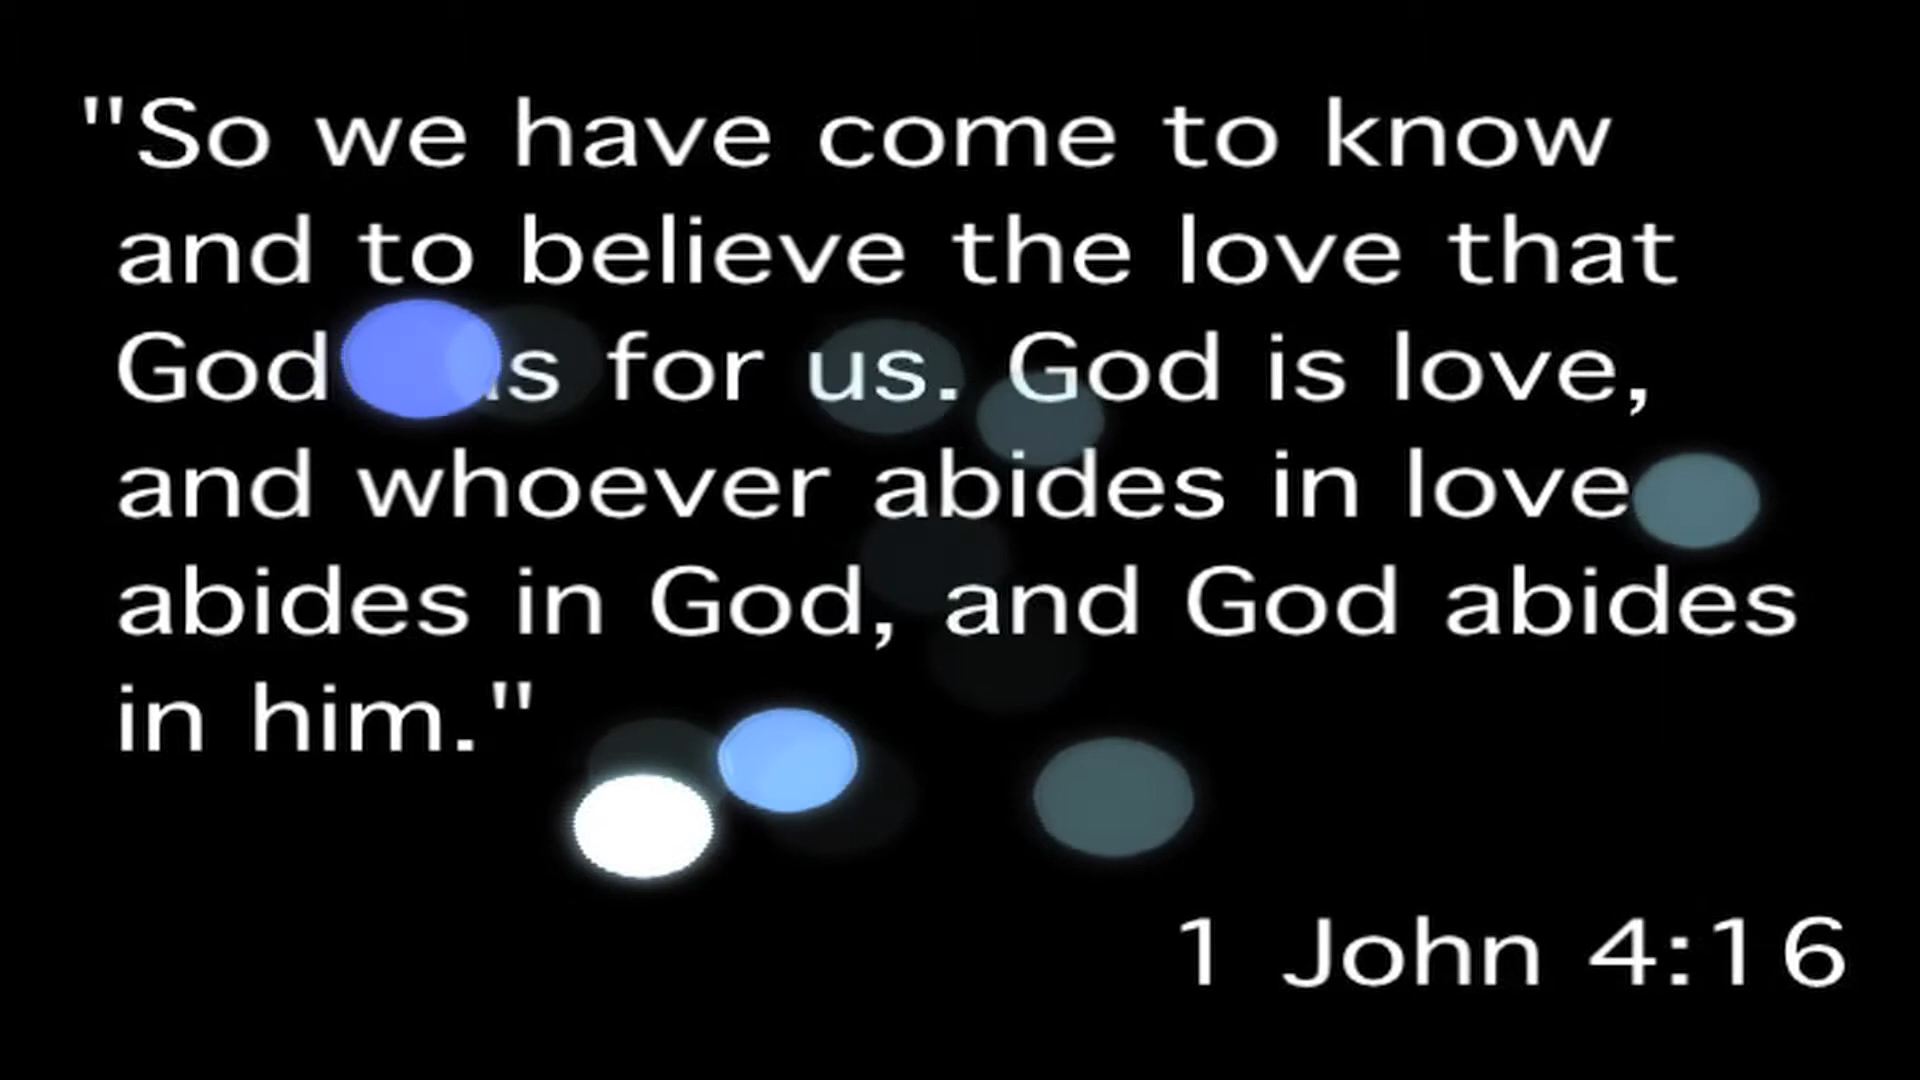 "So we have come to know
and to believe the love that
God for us. God is love,
and whoever abides in love
abides in God, and God abides
in him."
1 John 4:16